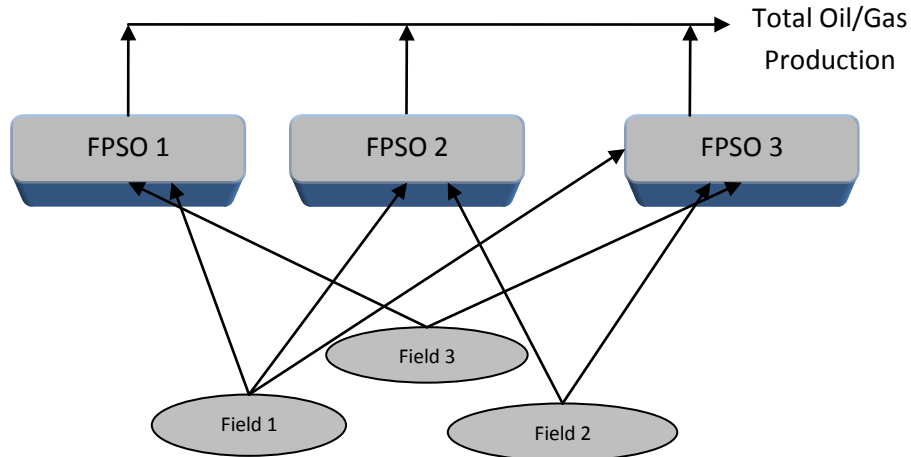 Total Oil/Gas
Production
FPSO 1
FPSO 2
FPSO 3
Field 3
Field 1
Field 2